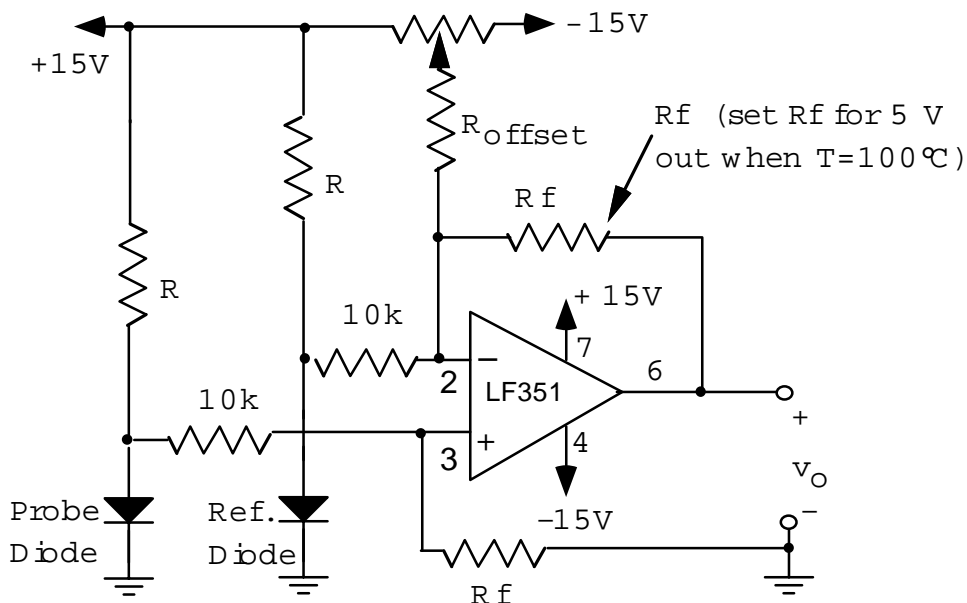 -15V
+15V
Roffset
Rf (set Rf for 5 V
out when T=100°C)
R
Rf
R
10k
+ 15V
7
−
2
LF351
6
10k
+
3
4
+
vO
−
Probe
Diode
Ref.
Diode
-15V
Rf